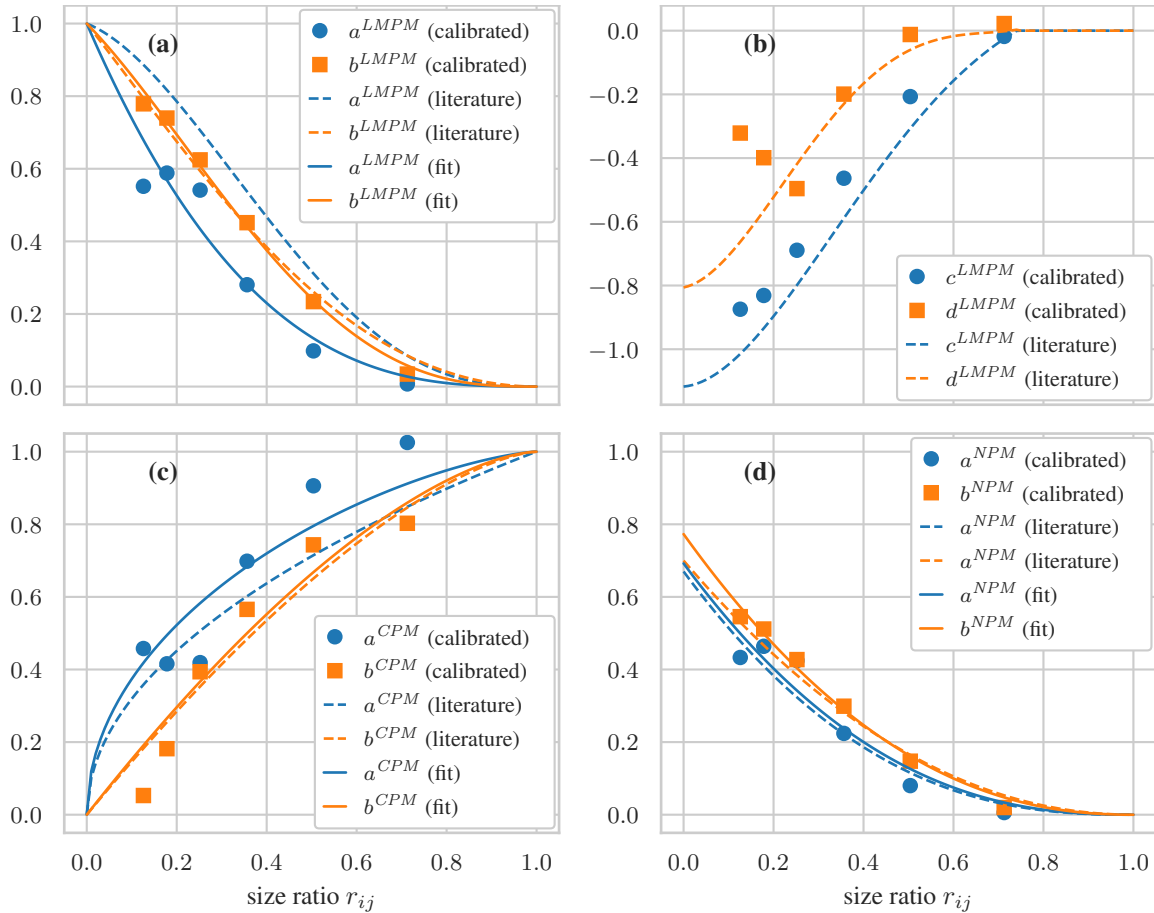 1.0
0.8
0.6
0.4
0.2
0.0
(a)
a^{LMPM} (calibrated)
b^{LMPM} (calibrated)
a^{LMPM} (literature)
b^{LMPM} (literature)
a^{LMPM} (fit)
b^{LMPM} (fit)
0.0
−0.2
−0.4
−0.6
−0.8
−1.0
(b)
c^{LMPM} (calibrated)
d^{LMPM} (calibrated)
c^{LMPM} (literature)
d^{LMPM} (literature)
1.0
0.8
0.6
0.4
0.2
0.0
(c)
a^{CPM} (calibrated)
b^{CPM} (calibrated)
a^{CPM} (literature)
b^{CPM} (literature)
a^{CPM} (fit)
b^{CPM} (fit)
0.0 0.2 0.4 0.6 0.8 1.0
size ratio r_{ij}
1.0
0.8
0.6
0.4
0.2
0.0
(d)
a^{NPM} (calibrated)
b^{NPM} (calibrated)
a^{NPM} (literature)
a^{NPM} (literature)
a^{NPM} (fit)
b^{NPM} (fit)
0.0 0.2 0.4 0.6 0.8 1.0
size ratio r_{ij}